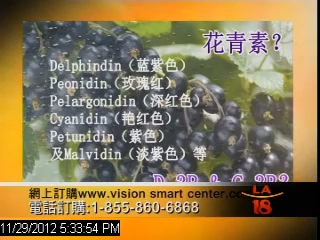 花青素?
Delphindin (藍紫色)
Peonidin (玫瑰红)
Pelargonidin (深红色)
Cyanidin (艳红色)
Petunidin (紫色)
及Malvidin (淡紫色) 等
網上訂購www.vision smart center.co
電話訂購:1-855-860-6868
LA
18
11/29/2012 5:33:54 PM